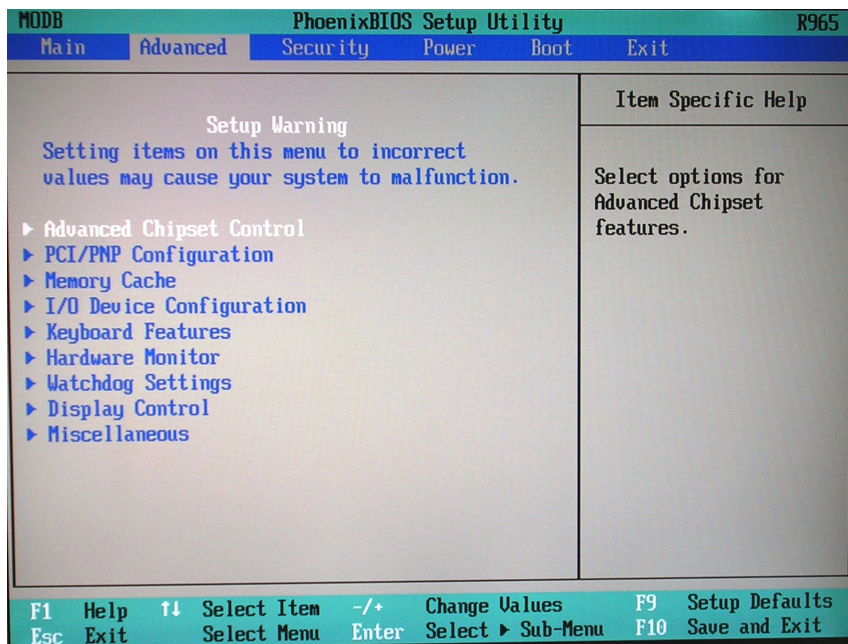 MODB PhoenixBIOS Setup Utility R965
Main Advanced Security Power Boot Exit
Setup Warning
Setting items on this menu to incorrect
values may cause your system to malfunction.
▶ Advanced Chipset Control
▶ PCI/PNP Configuration
▶ Memory Cache
▶ I/O Device Configuration
▶ Keyboard Features
▶ Hardware Monitor
▶ Watchdog Settings
▶ Display Control
▶ Miscellaneous
Item Specific Help
Select options for
Advanced Chipset
features.
F1 Help ↑↓ Select Item -/+ Change Values F9 Setup Defaults
Esc Exit Select Menu Enter Select ▶ Sub-Menu F10 Save and Exit